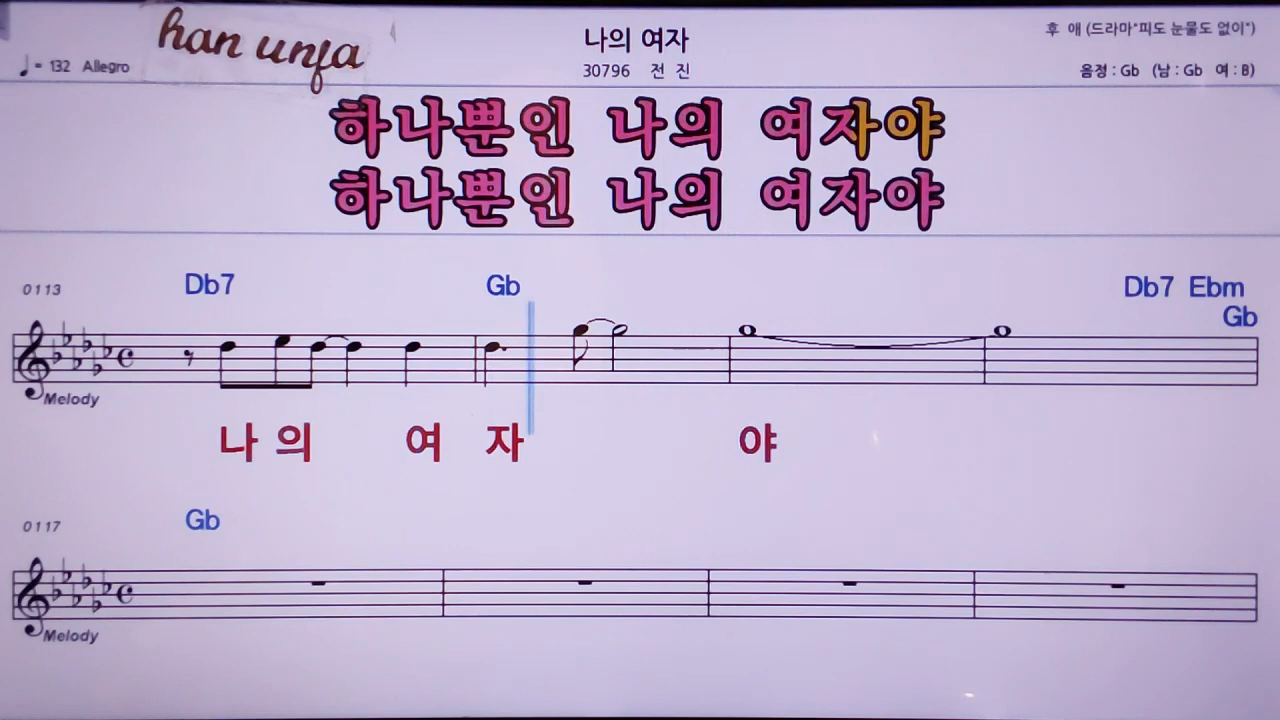 han unfa
나의 여자
후 애 (드라마"피도 눈물도 없이")
♩= 132 Allegro
30796 전 진
음정 : Gb (남 : Gb 여 : B)
하나뿐인 나의 여자야
하나뿐인 나의 여자야
0113 Db7 Gb Db7 Ebm
Gb
Melody
나 의 여 자 야
0117 Gb
Melody